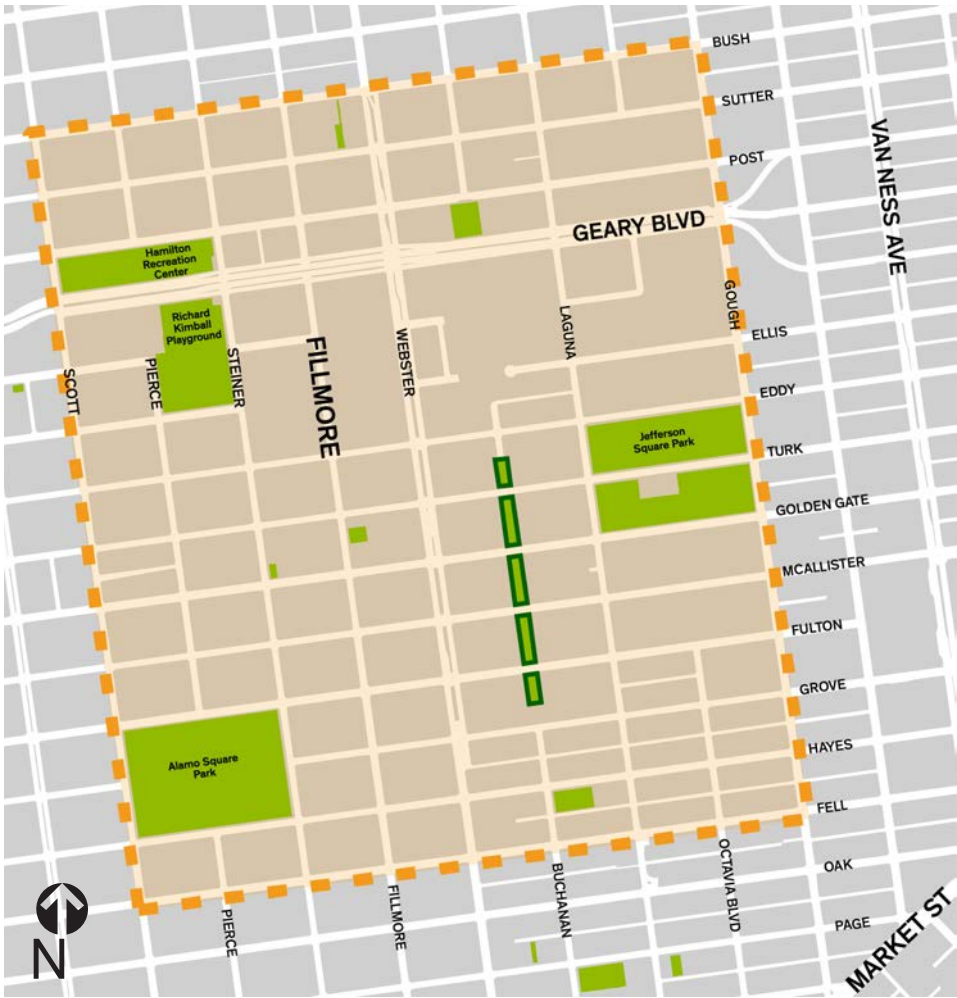 BUSH
SUTTER
VAN NESS AVE
POST
GEARY BLVD
Hamilton
Recreation
Center
GOUGH
Richard
Kimball
Playground
LAGUNA
ELLIS
WEBSTER
FILLMORE
STEINER
PIERCE
SCOTT
EDDY
Jefferson
Square Park
TURK
GOLDEN GATE
MCALLISTER
FULTON
GROVE
HAYES
Alamo Square
Park
FELL
OAK
OCTAVIA BLVD
BUCHANAN
FILLMORE
PIERCE
PAGE
MARKET ST
N